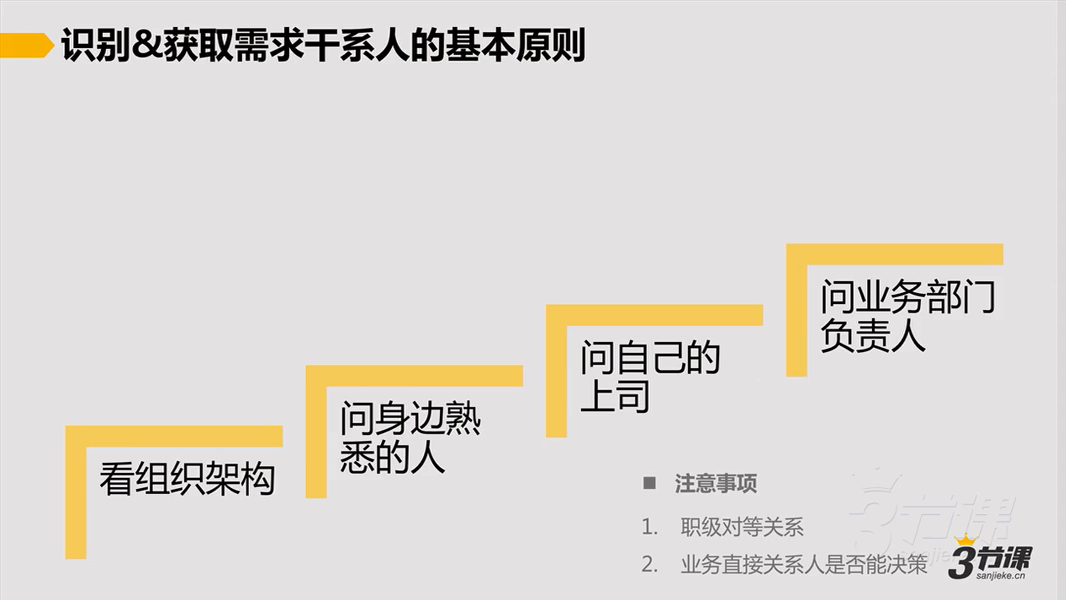 识别&获取需求干系人的基本原则
看组织架构
问身边熟
悉的人
问自己的
上司
问业务部门
负责人
■ 注意事项
1. 职级对等关系
2. 业务直接关系人是否能决策
3节课
sanjieke.cn